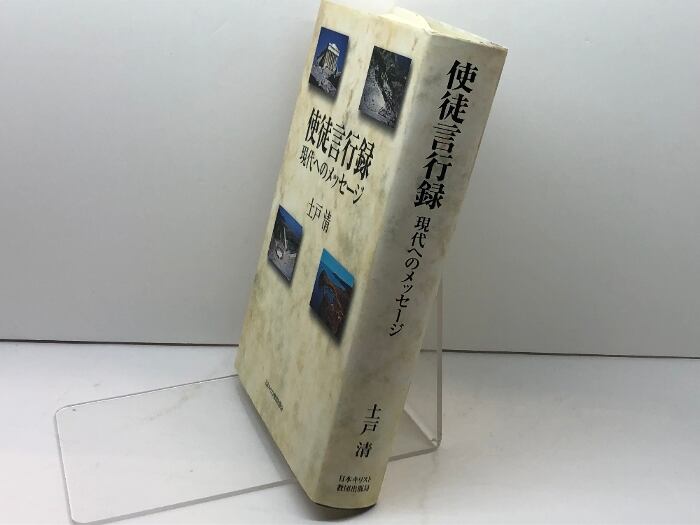 使徒言行録
現代へのメッセージ
土戸 清
使徒言行録
現代へのメッセージ
土戸 清
日本キリスト
教団出版局